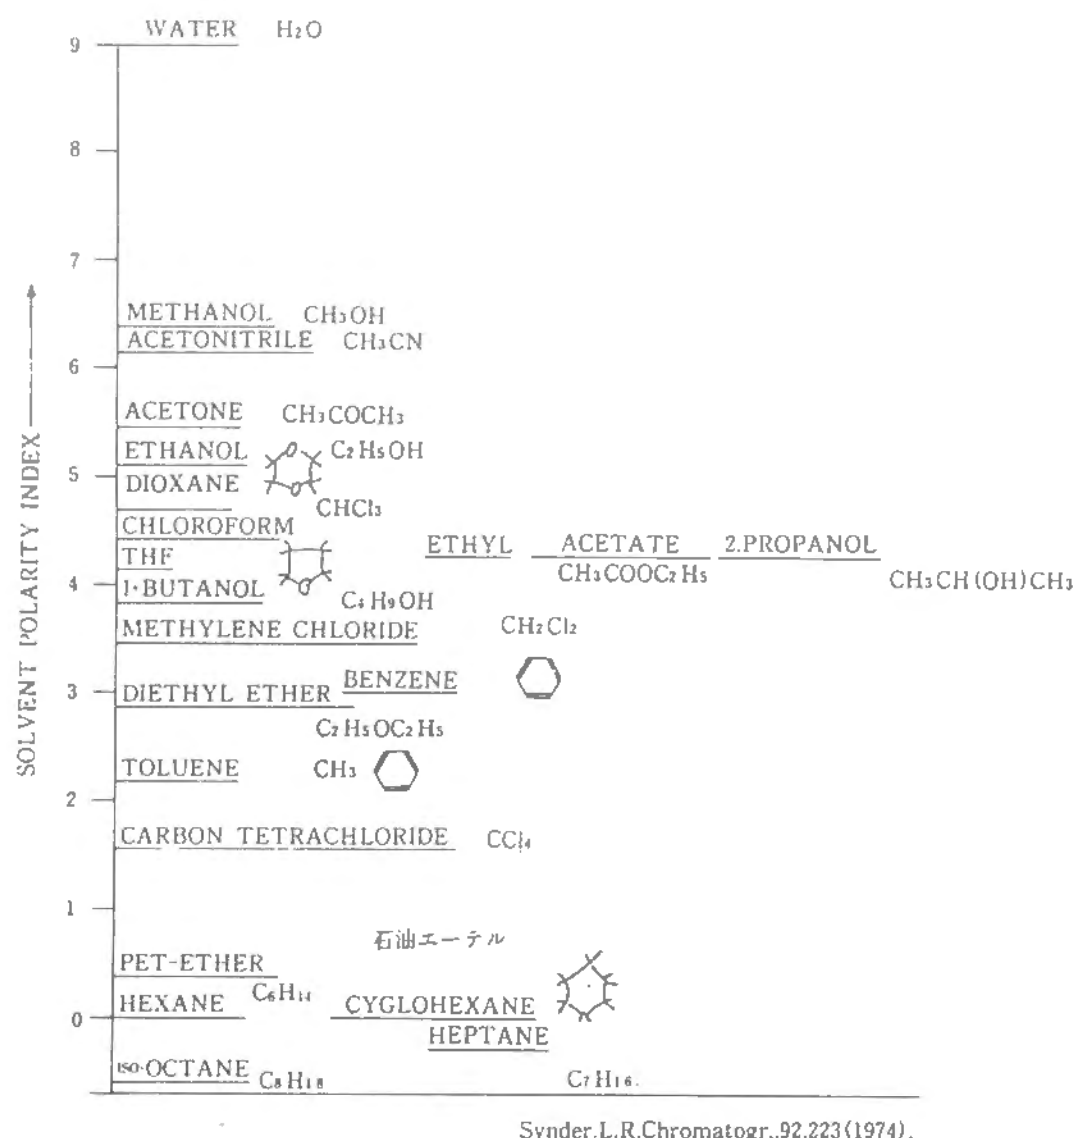 WATER H₂O
9
8
7
METHANOL CH₃OH
ACETONITRILE CH₃CN
6
ACETONE CH₃COCH₃
ETHANOL C₂H₅OH
5
DIOXANE
CHCl₃
CHLOROFORM
THF
ETHYL ACETATE 2.PROPANOL
CH₃COOC₂H₅ CH₃CH(OH)CH₃
4
1·BUTANOL C₄H₉OH
METHYLENE CHLORIDE CH₂Cl₂
3
DIETHYL ETHER BENZENE
C₂H₅OC₂H₅
TOLUENE CH₃
2
CARBON TETRACHLORIDE CCl₄
1
石油エーテル
PET-ETHER
HEXANE C₆H₁₄ CYGLOHEXANE
0
HEPTANE
ISO-OCTANE C₈H₁₈ C₇H₁₆.
SOLVENT POLARITY INDEX
Synder,L.R.Chromatogr.,92,223(1974).